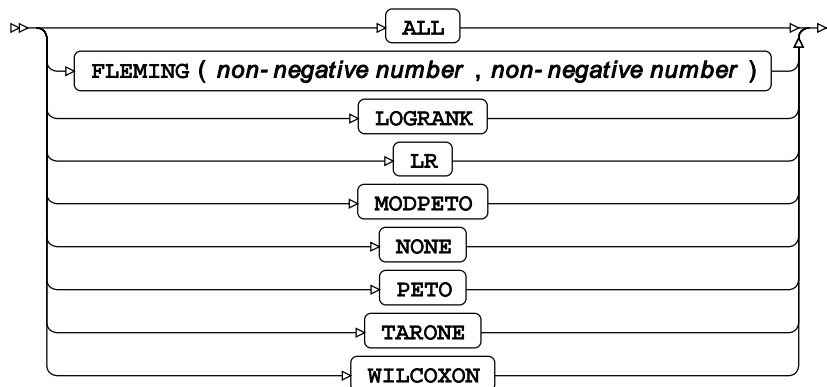 ALL
FLEMING ( non-negative number , non-negative number )
LOGRANK
LR
MODPETO
NONE
PETO
TARONE
WILCOXON